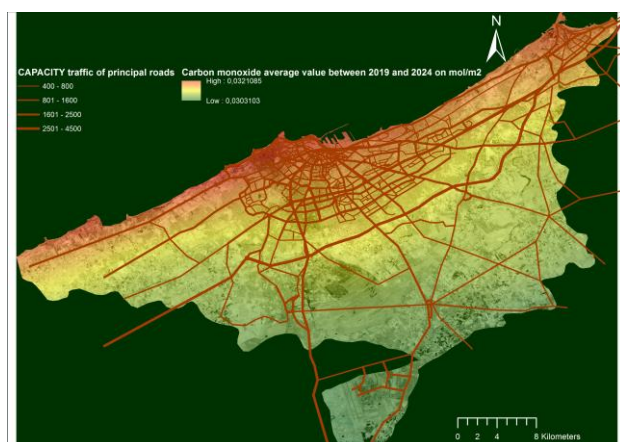 N
CAPACITY traffic of principal roads
400 - 800
801 - 1600
1601 - 2500
2501 - 4500
Carbon monoxide average value between 2019 and 2024 on mol/m2
High : 0,0321085
Low : 0,0303103
0 2 4 8 Kilometers